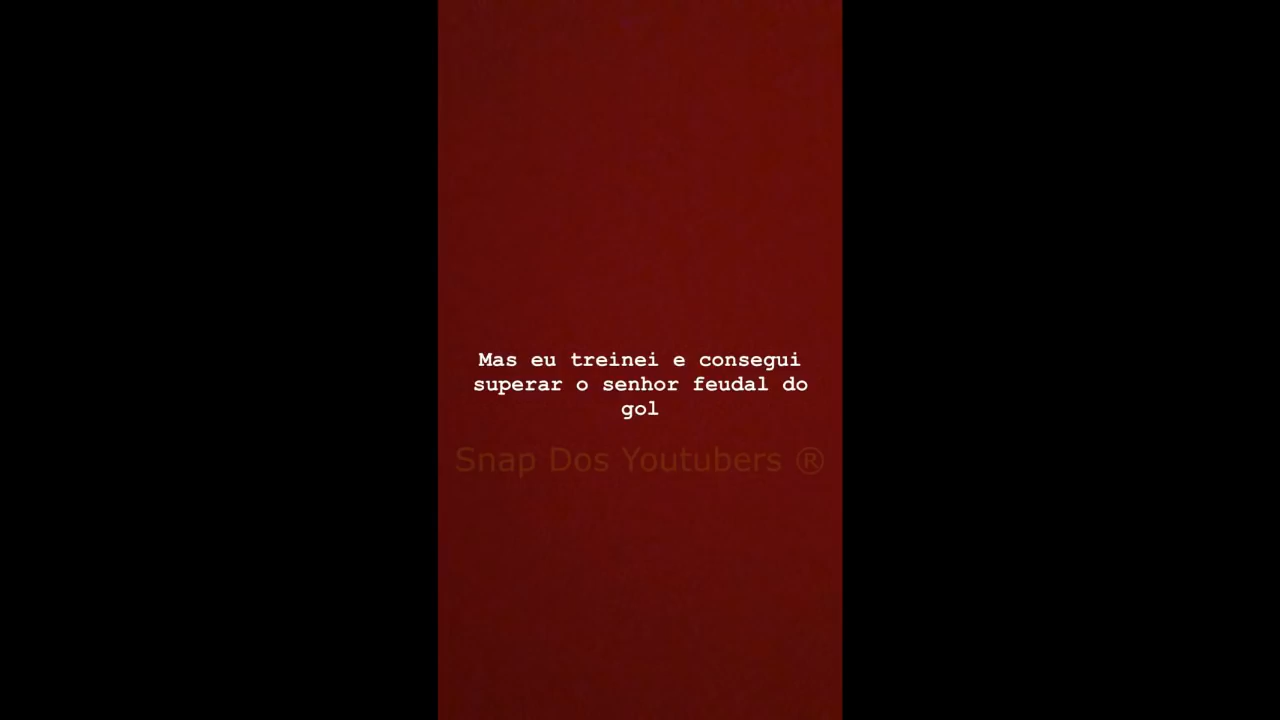 Mas eu treinei e consegui
superar o senhor feudal do
gol
Snap Dos Youtubers ®